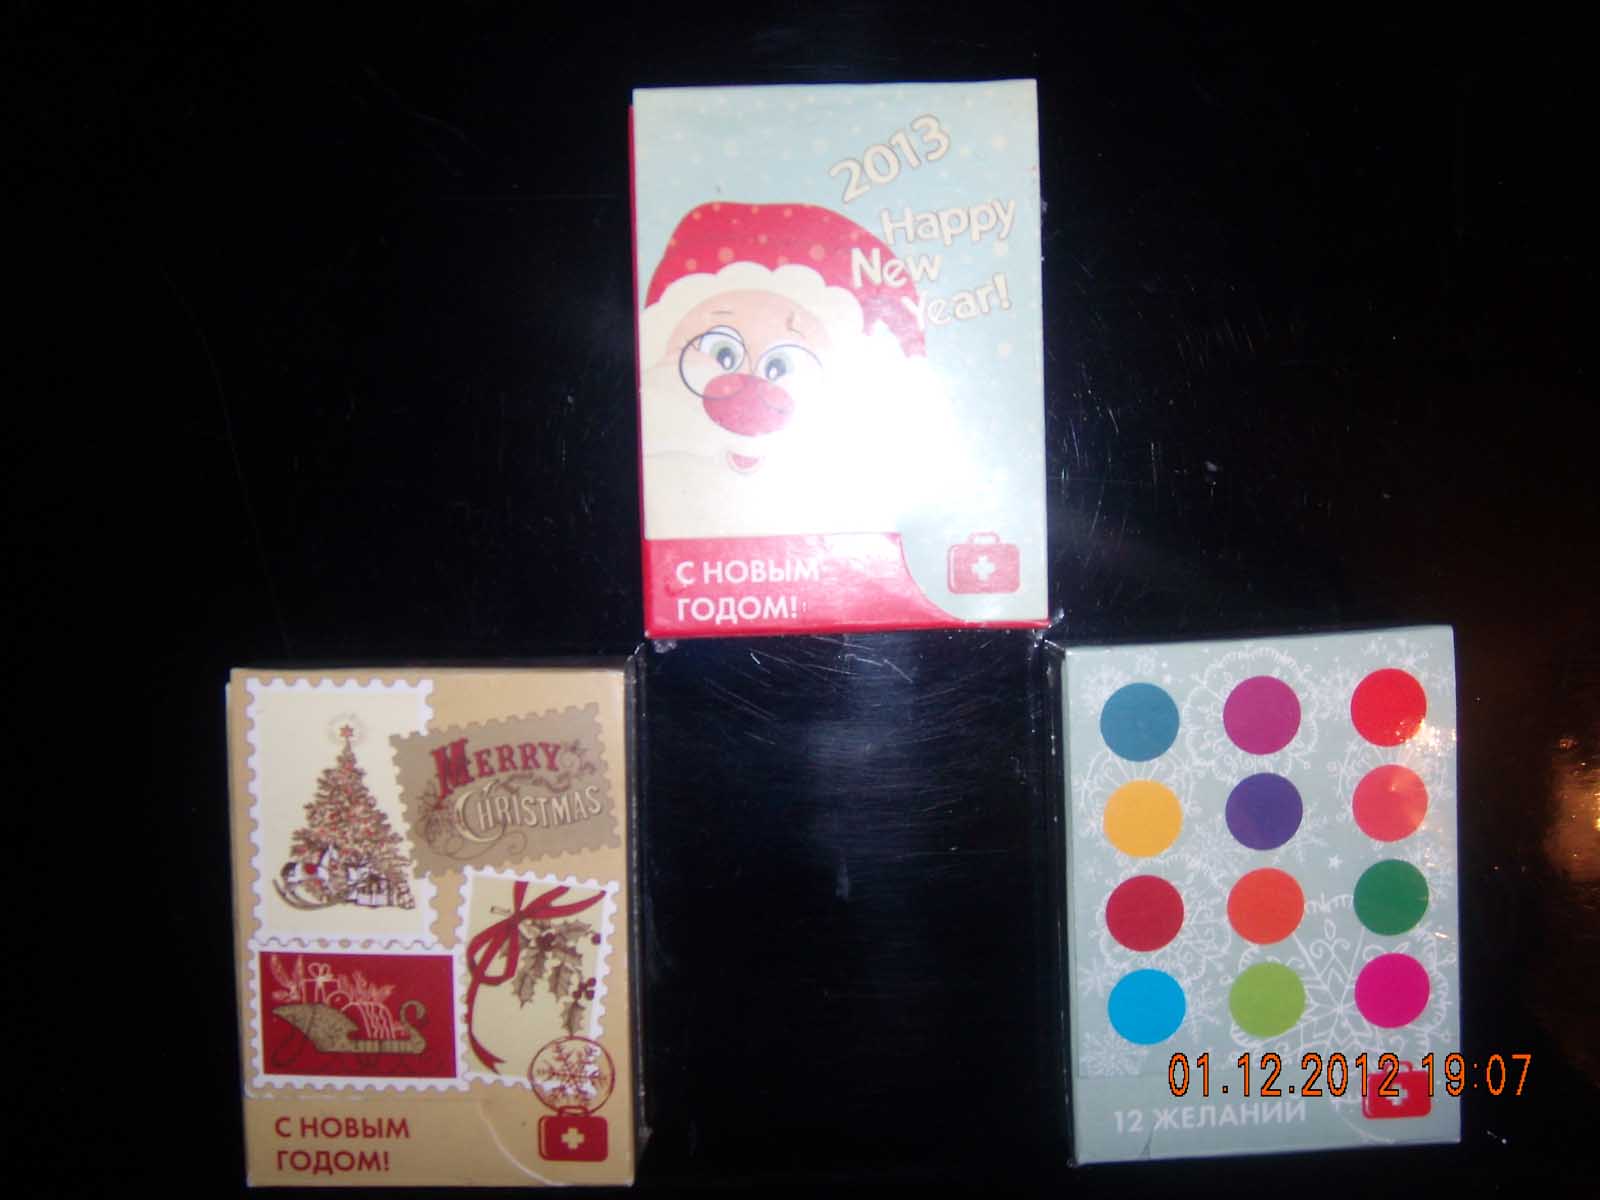 2013
Happy
New
Year!
С НОВЫМ
ГОДОМ!
MERRY
CHRISTMAS
С НОВЫМ
ГОДОМ!
12 ЖЕЛАНИЙ
01.12.2012 19:07